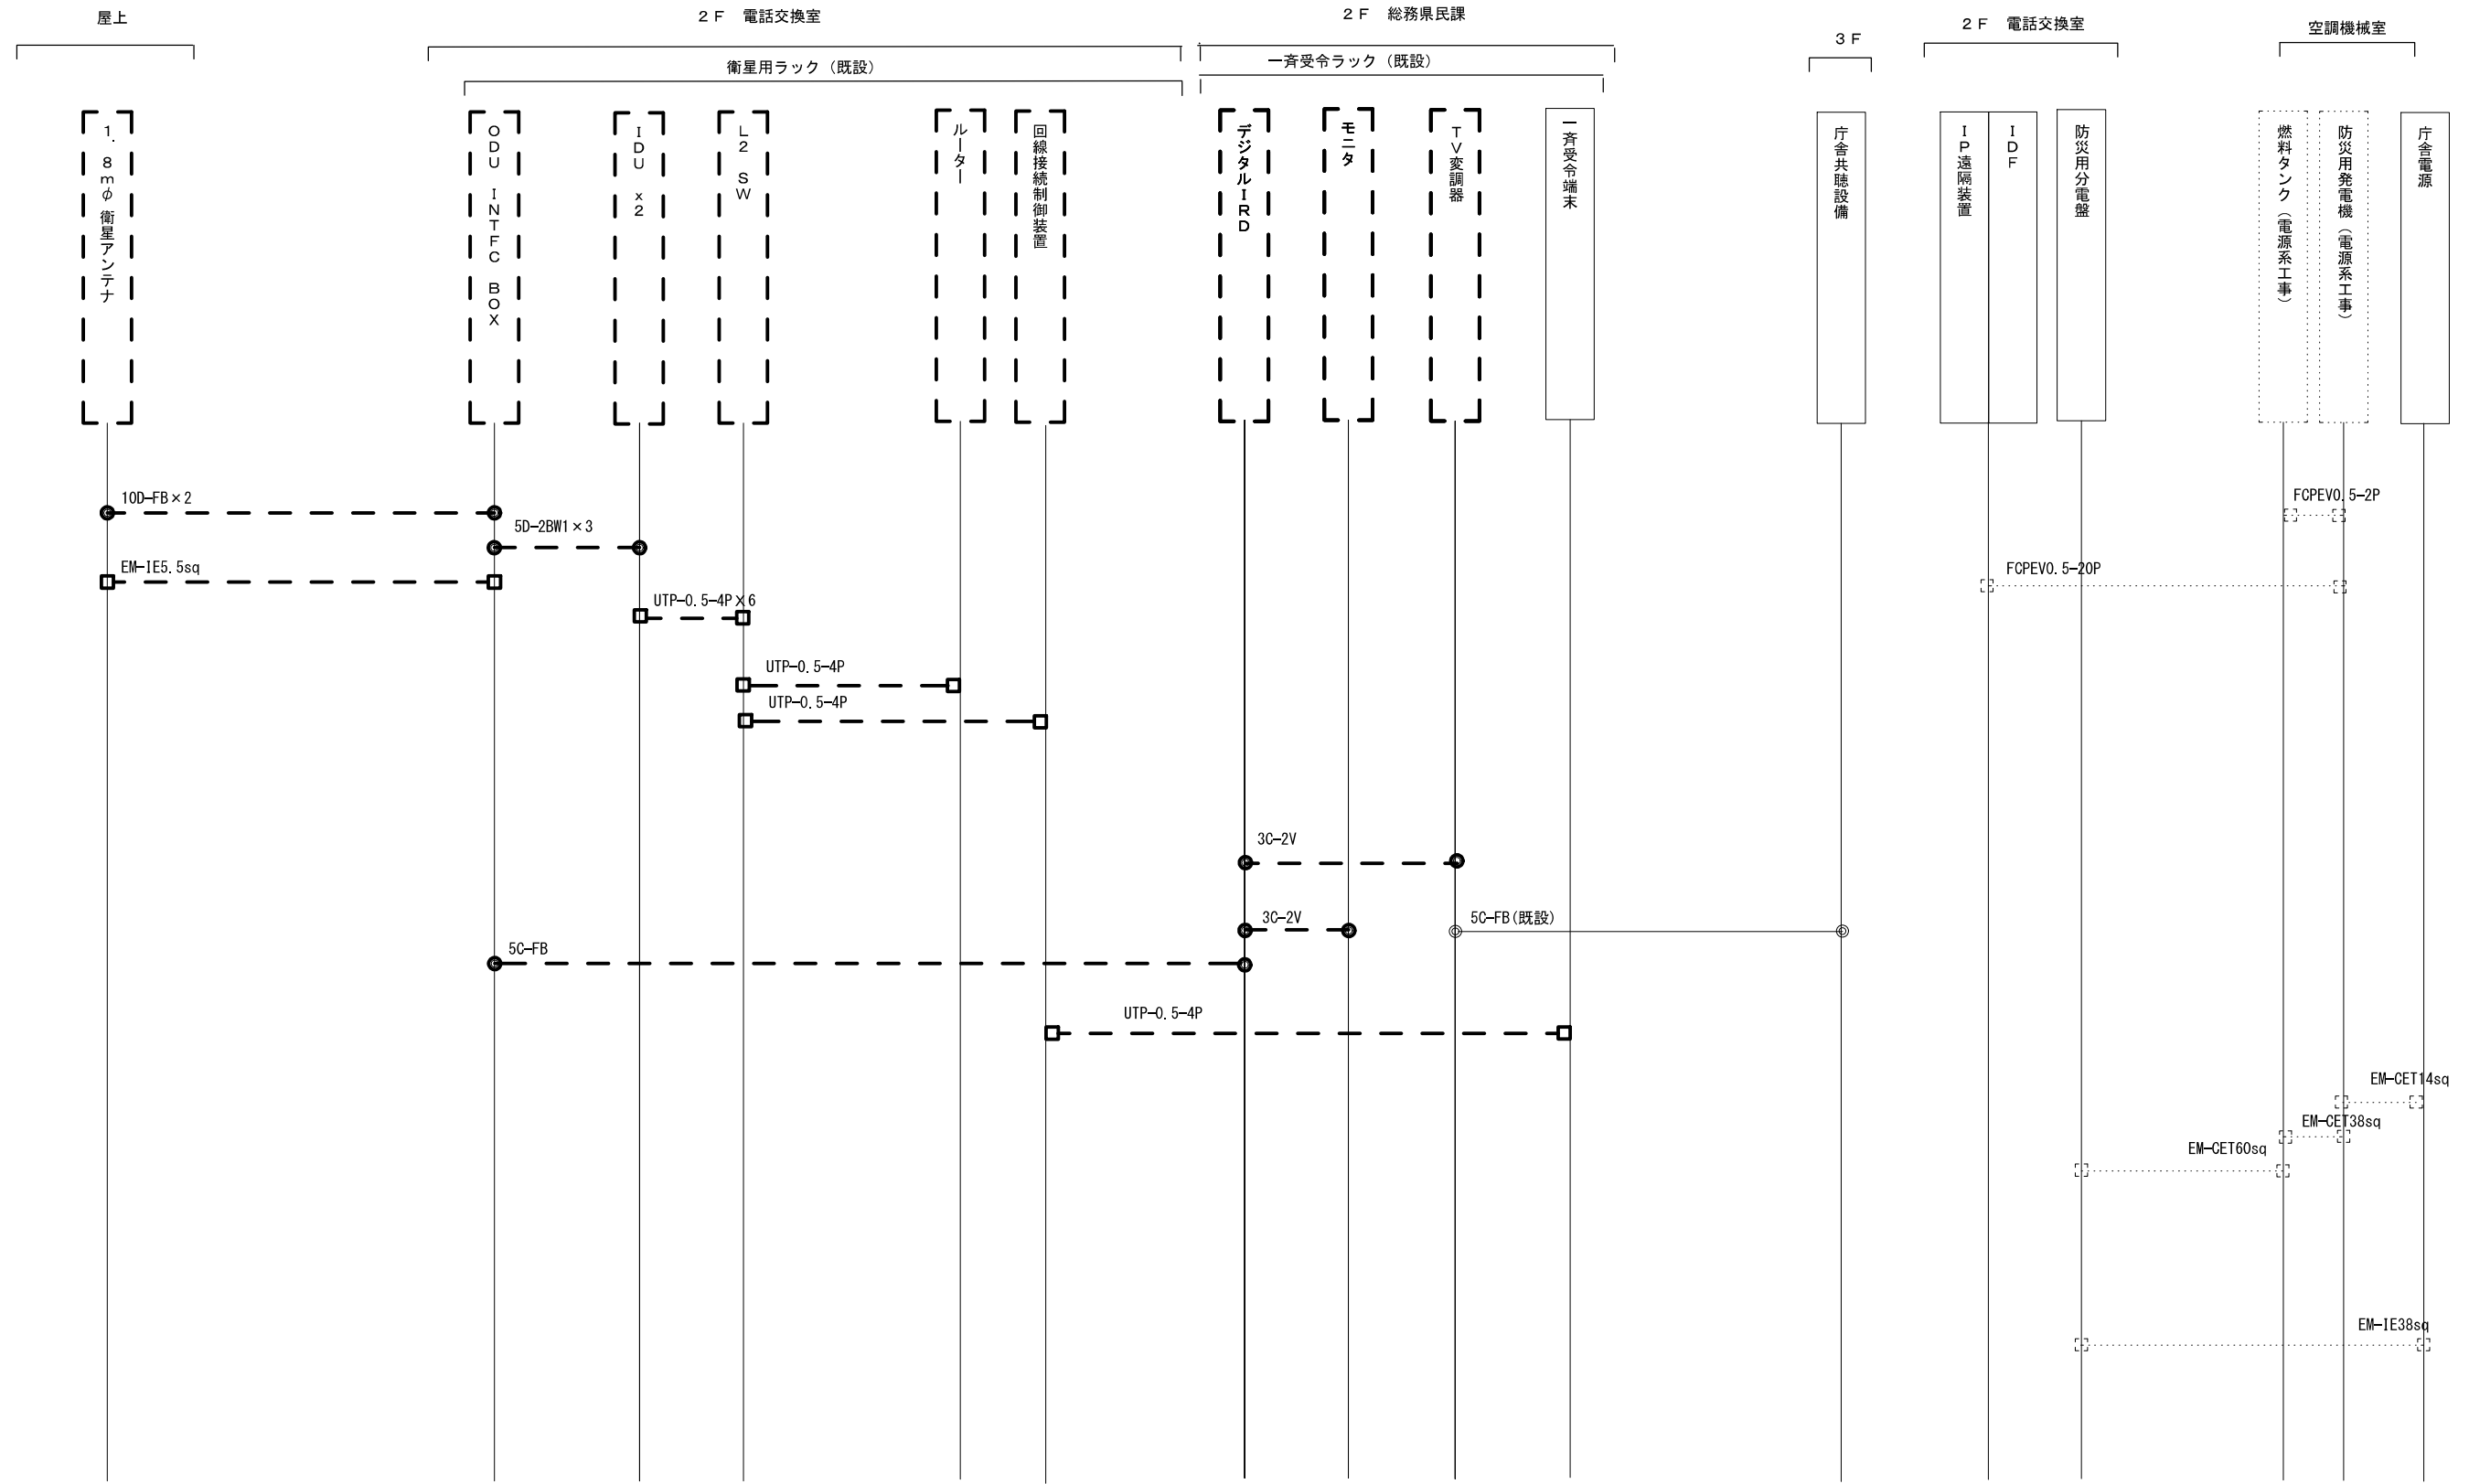 屋上
２Ｆ　電話交換室
２Ｆ　総務県民課
３Ｆ
２Ｆ　電話交換室
空調機械室
衛星用ラック（既設）
一斉受令ラック（既設）
１．８ｍφ衛星アンテナ
ＯＤＵ　ＩＮＴＦＣ　ＢＯＸ
ＩＤＵ　ｘ２
Ｌ２　ＳＷ
ルーター
回線接続制御装置
デジタルＩＲＤ
モニタ
ＴＶ変調器
一斉受令端末
庁舎共聴設備
ＩＰ遠隔装置
ＩＤＦ
防災用分電盤
燃料タンク（電源系工事）
防災用発電機（電源系工事）
庁舎電源
10D-FB×2
FCPEV0.5-2P
5D-2BW1×3
EM-IE5.5sq
FCPEV0.5-20P
UTP-0.5-4P×6
UTP-0.5-4P
UTP-0.5-4P
3C-2V
3C-2V
5C-FB(既設)
5C-FB
UTP-0.5-4P
EM-CET14sq
EM-CET38sq
EM-CET60sq
EM-IE38sq